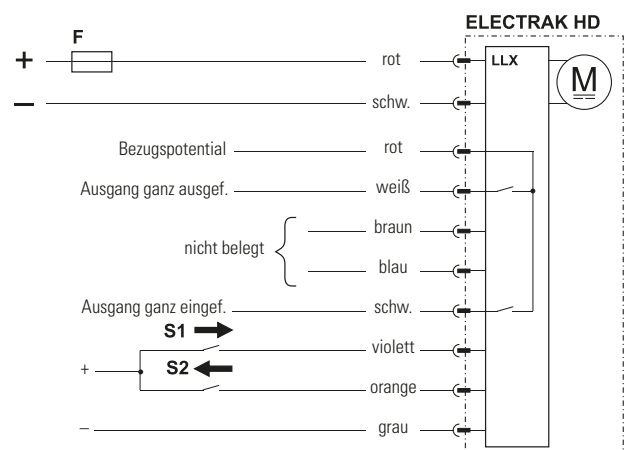 ELECTRAK HD
F
+ rot LLX M
– schw.
Bezugspotential rot
Ausgang ganz ausgef. weiß
braun
nicht belegt
blau
Ausgang ganz eingef. schw.
S1
violett
+ S2
orange
– grau